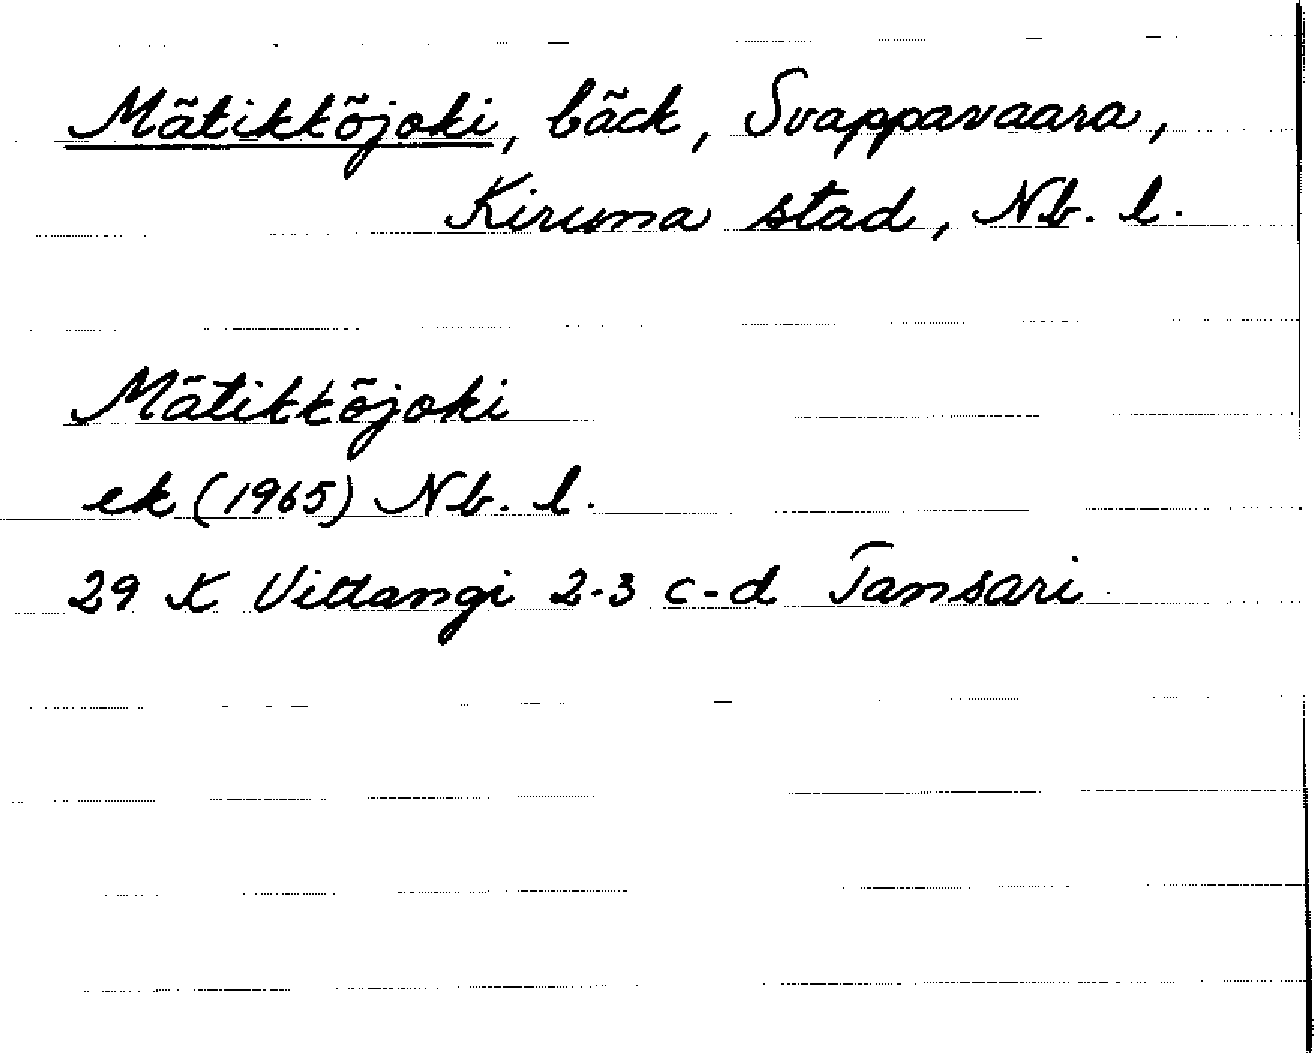 Mätikköjoki, bäck, Svappavaara,
Kiruna stad, Nb. l.
Mätikköjoki
ek (1965) Nb. l.
29 K Vittangi 2-3 c-d Tansari